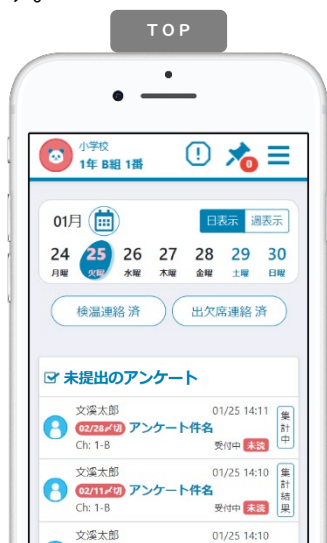 TOP
小学校
1年 B組 1番
0
01月
日表示 週表示
24 25 26 27 28 29 30
月曜 火曜 水曜 木曜 金曜 土曜 日曜
検温連絡 済 出欠席連絡 済
未提出のアンケート
文溪太郎 01/25 14:11
02/28〆切 アンケート件名
Ch: 1-B 受付中 未読
集計中
文溪太郎 01/25 14:10
02/11〆切 アンケート件名
Ch: 1-B 受付中 未読
集計結果
文溪太郎 01/25 14:10